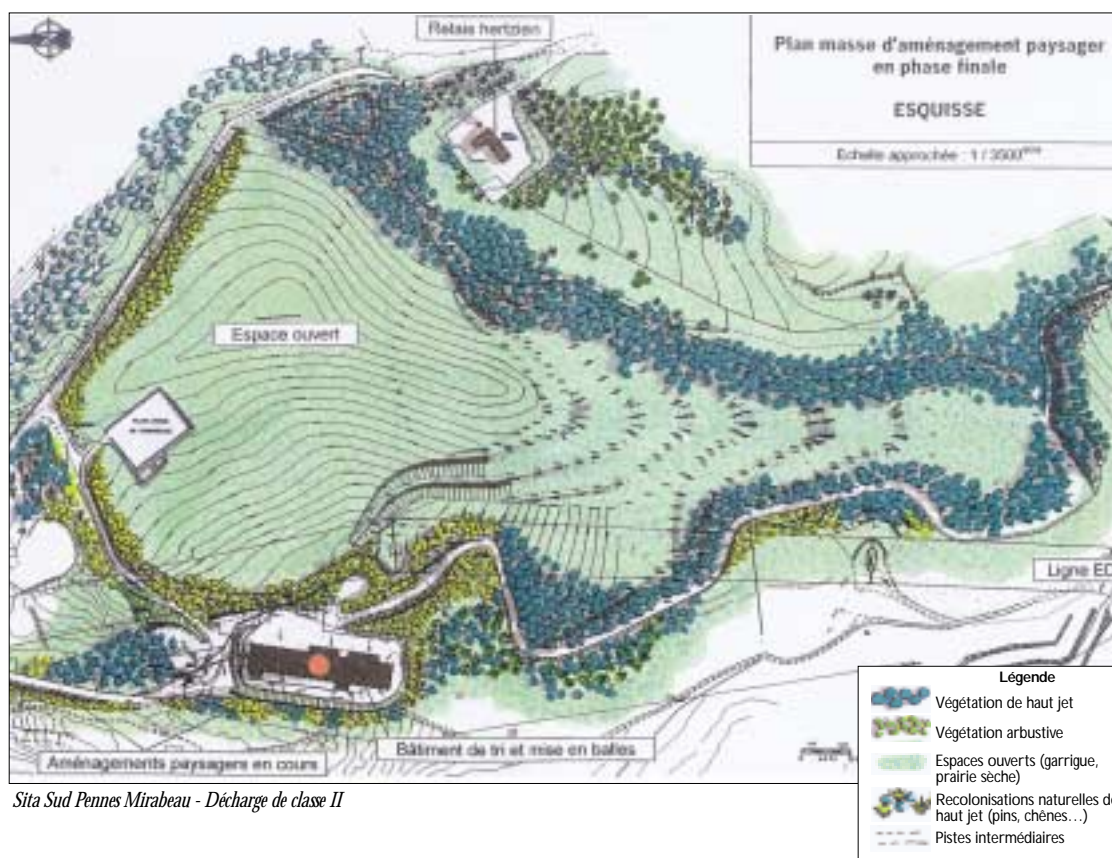 Relais hertzien
Plan masse d'aménagement paysager
en phase finale
ESQUISSE
Echelle approchée : 1 / 3500
Espace ouvert
Ligne ED
Bâtiment de tri et mise en balles
Aménagements paysagers en cours
Légende
Végétation de haut jet
Végétation arbustive
Espaces ouverts (garrigue,
prairie sèche)
Recolonisations naturelles de
haut jet (pins, chênes…)
Pistes intermédiaires
Sita Sud Pennes Mirabeau - Décharge de classe II